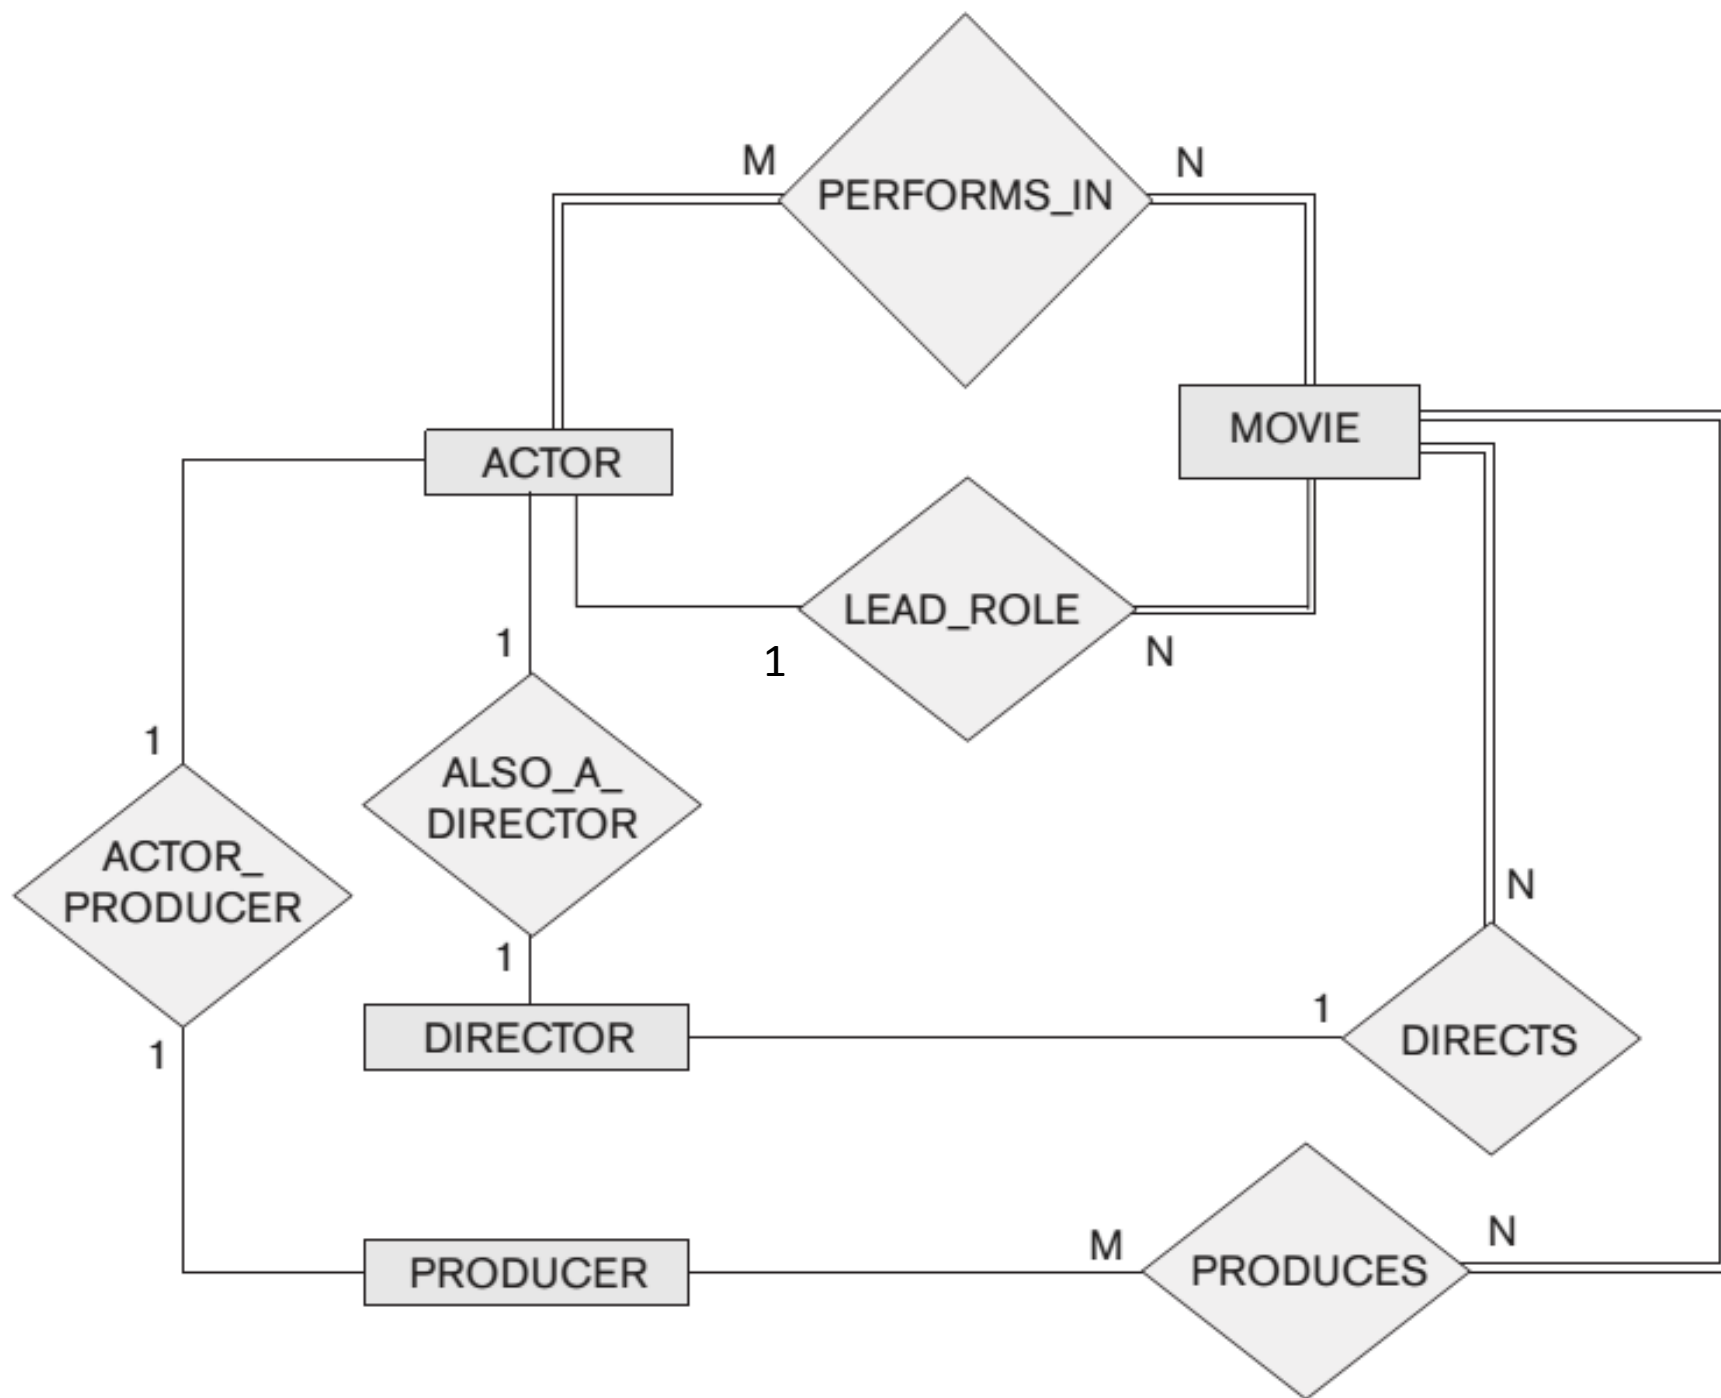 M
N
PERFORMS_IN
MOVIE
ACTOR
LEAD_ROLE
1
1
N
1
ALSO_A_
DIRECTOR
ACTOR_
PRODUCER
N
1
1
1
DIRECTOR
DIRECTS
M
N
PRODUCER
PRODUCES